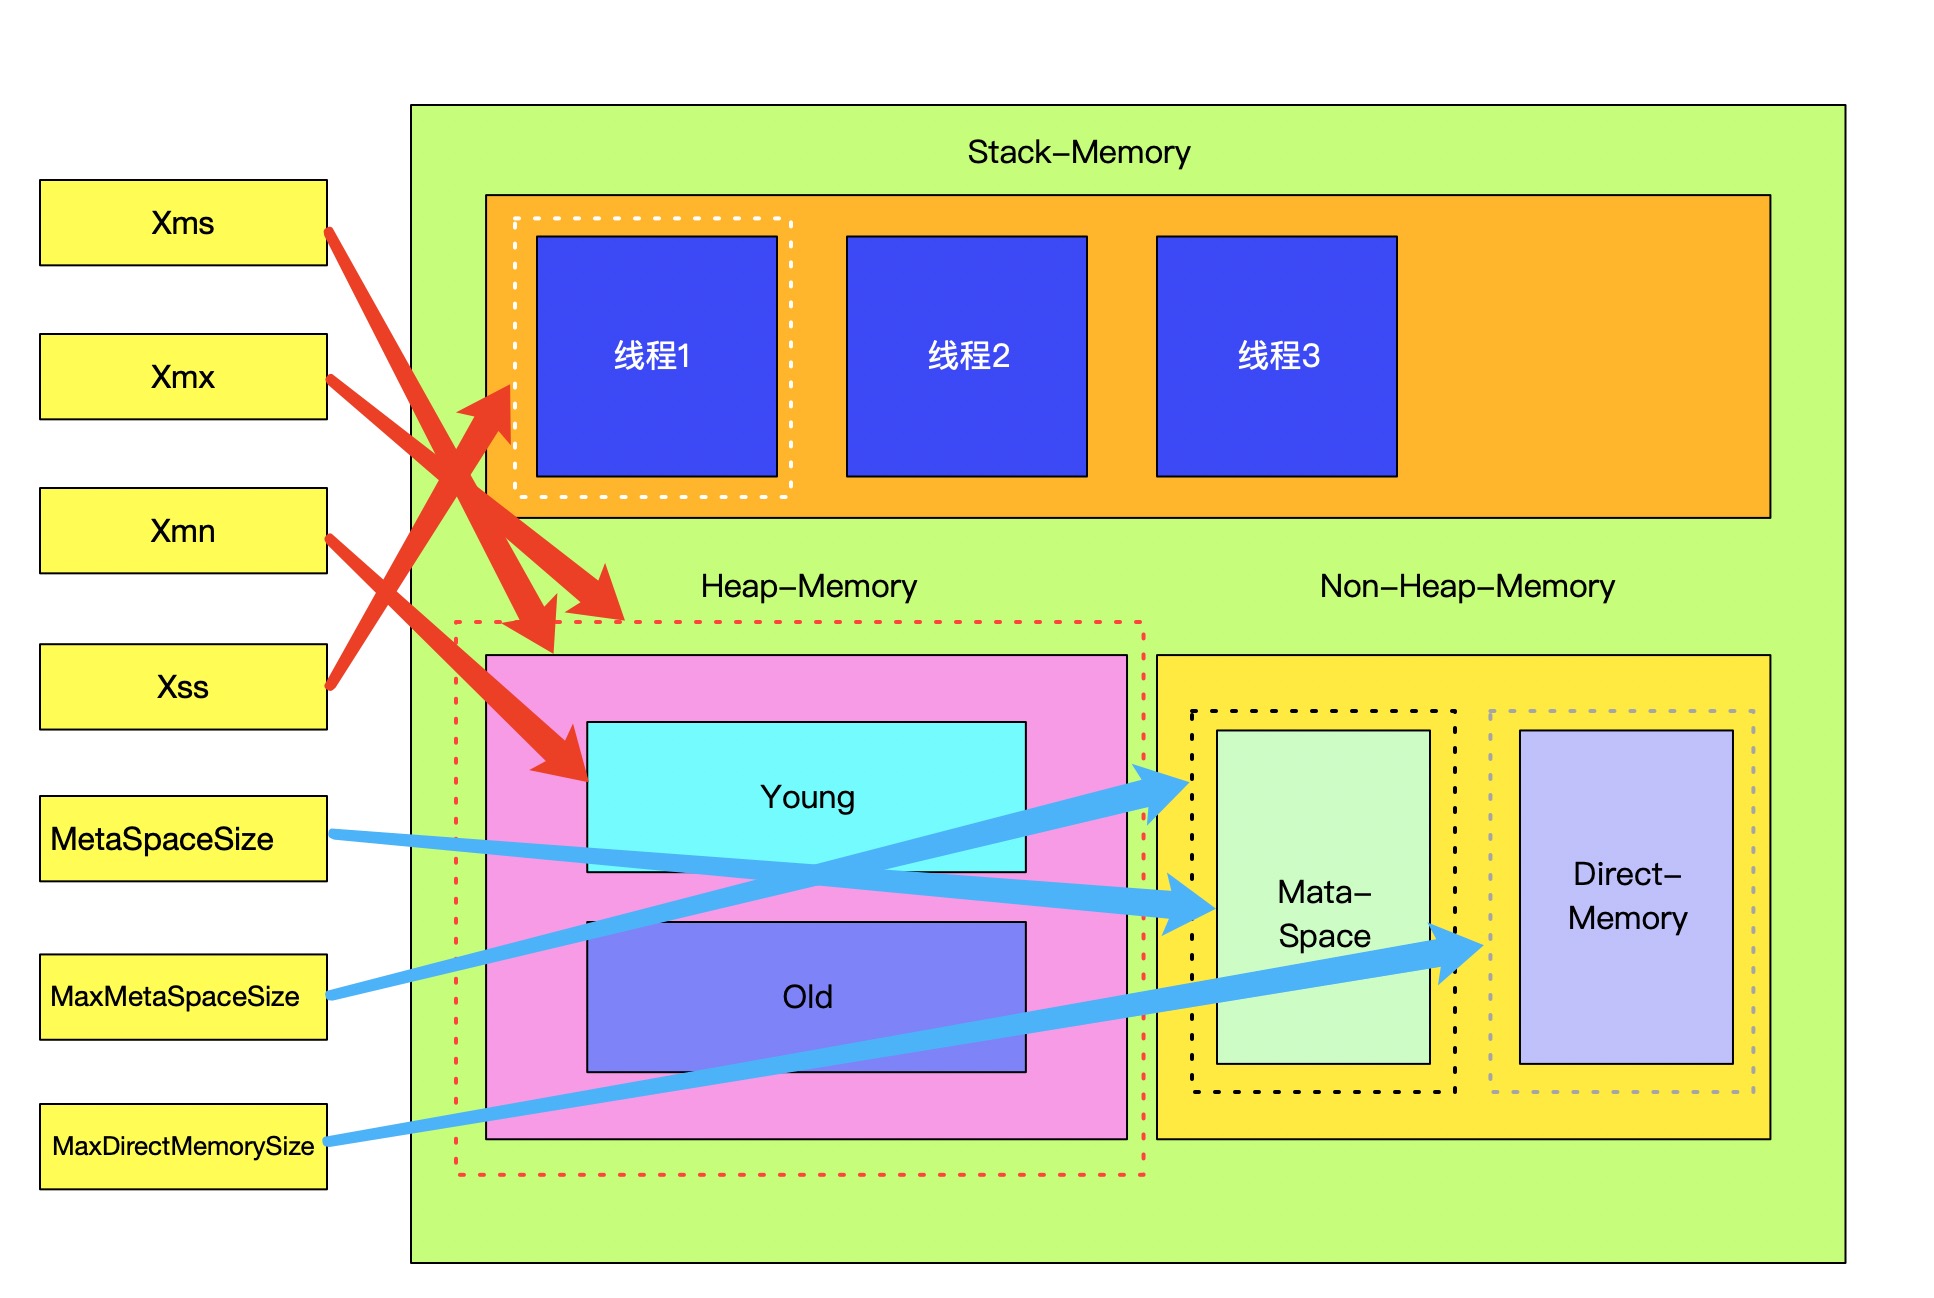 Stack-Memory
Xms
Xmx
Xmn
Xss
MetaSpaceSize
MaxMetaSpaceSize
MaxDirectMemorySize
线程1
线程2
线程3
Heap-Memory
Non-Heap-Memory
Young
Old
Mata-
Space
Direct-
Memory